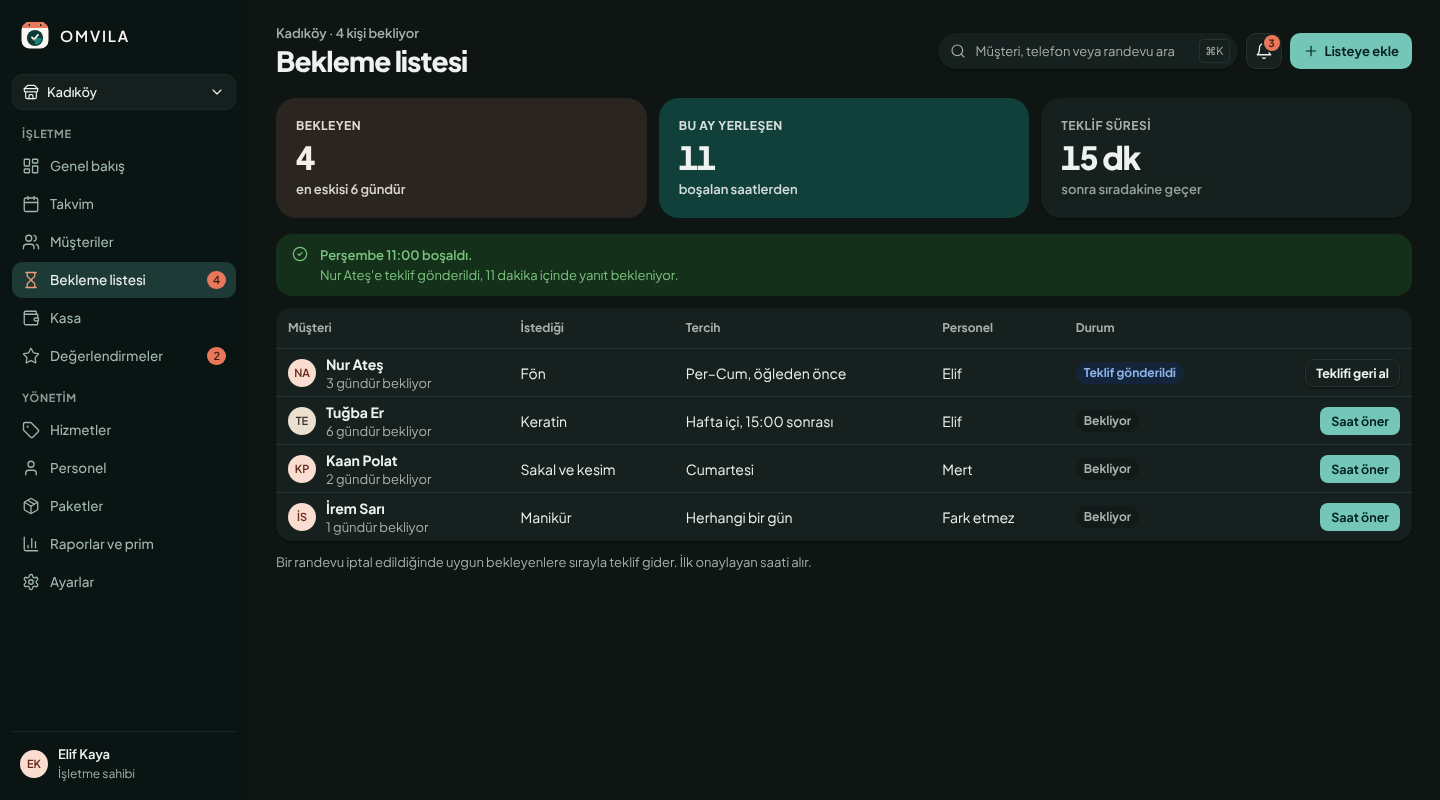 OMVILA
Kadıköy
İŞLETME
Genel bakış
Takvim
Müşteriler
Bekleme listesi 4
Kasa
Değerlendirmeler 2
YÖNETİM
Hizmetler
Personel
Paketler
Raporlar ve prim
Ayarlar
EK
Elif Kaya
İşletme sahibi
Kadıköy · 4 kişi bekliyor
Bekleme listesi
Müşteri, telefon veya randevu ara ⌘K
3
Listeye ekle
BEKLEYEN
4
en eskisi 6 gündür
BU AY YERLEŞEN
11
boşalan saatlerden
TEKLİF SÜRESİ
15 dk
sonra sıradakine geçer
Perşembe 11:00 boşaldı.
Nur Ateş'e teklif gönderildi, 11 dakika içinde yanıt bekleniyor.
Müşteri İstediği Tercih Personel Durum
NA Nur Ateş
3 gündür bekliyor
Fön Per–Cum, öğleden önce Elif Teklif gönderildi Teklifi geri al
TE Tuğba Er
6 gündür bekliyor
Keratin Hafta içi, 15:00 sonrası Elif Bekliyor Saat öner
KP Kaan Polat
2 gündür bekliyor
Sakal ve kesim Cumartesi Mert Bekliyor Saat öner
İS İrem Sarı
1 gündür bekliyor
Manikür Herhangi bir gün Fark etmez Bekliyor Saat öner
Bir randevu iptal edildiğinde uygun bekleyenlere sırayla teklif gider. İlk onaylayan saati alır.